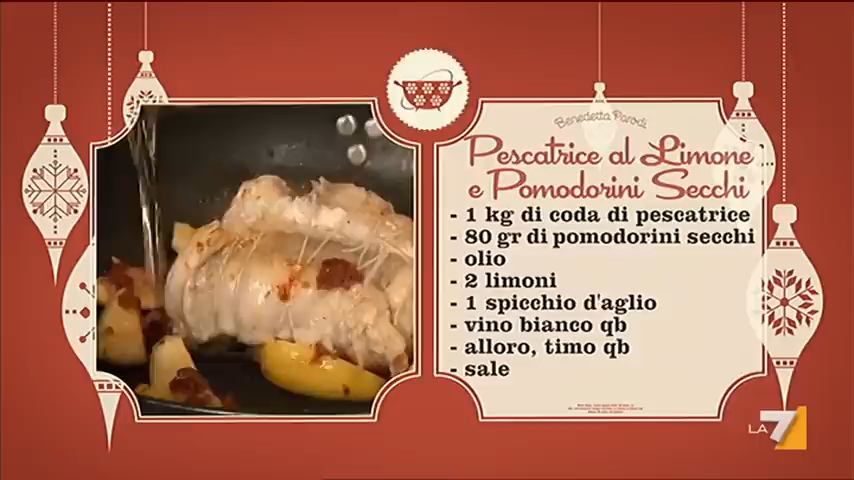 Benedetta Parodi
Pescatrice al Limone
e Pomodorini Secchi
- 1 kg di coda di pescatrice
- 80 gr di pomodorini secchi
- olio
- 2 limoni
- 1 spicchio d'aglio
- vino bianco qb
- alloro, timo qb
- sale
LA7